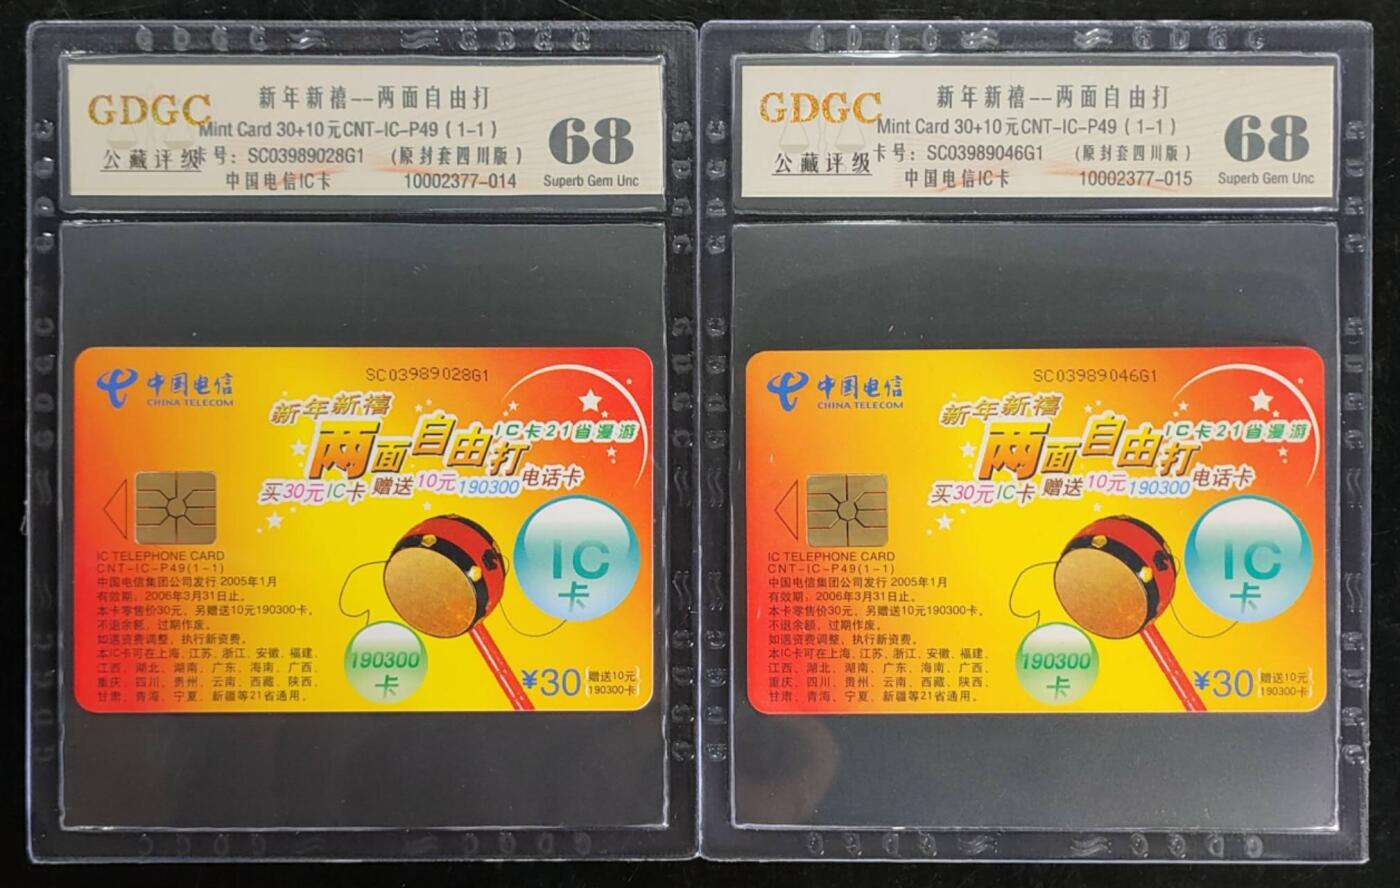 GDGC
公藏评级
新年新禧--两面自由打
Mint Card 30+10元CNT-IC-P49 (1-1)
卡号: SC03989028G1 (原封套四川版)
中国电信IC卡 10002377-014
68
Superb Gem Unc
中国电信
CHINA TELECOM
SC03989028G1
新年新禧
两面自由打
IC卡21省漫游
买30元IC卡 赠送10元190300电话卡
IC TELEPHONE CARD
CNT-IC-P49(1-1)
中国电信集团公司发行 2005年1月
有效期: 2006年3月31日止。
本卡零售价30元, 另赠送10元190300卡。
不退余额, 过期作废。
如遇资费调整, 执行新资费。
本IC卡可在上海、江苏、浙江、安徽、福建、
江西、湖北、湖南、广东、海南、广西、
重庆、四川、贵州、云南、西藏、陕西、
甘肃、青海、宁夏、新疆等21省通用。
IC
卡
190300
卡
¥30
赠送10元
190300卡
GDGC
公藏评级
新年新禧--两面自由打
Mint Card 30+10元CNT-IC-P49 (1-1)
卡号: SC03989046G1 (原封套四川版)
中国电信IC卡 10002377-015
68
Superb Gem Unc
中国电信
CHINA TELECOM
SC03989046G1
新年新禧
两面自由打
IC卡21省漫游
买30元IC卡 赠送10元190300电话卡
IC TELEPHONE CARD
CNT-IC-P49(1-1)
中国电信集团公司发行 2005年1月
有效期: 2006年3月31日止。
本卡零售价30元, 另赠送10元190300卡。
不退余额, 过期作废。
如遇资费调整, 执行新资费。
本IC卡可在上海、江苏、浙江、安徽、福建、
江西、湖北、湖南、广东、海南、广西、
重庆、四川、贵州、云南、西藏、陕西、
甘肃、青海、宁夏、新疆等21省通用。
IC
卡
190300
卡
¥30
赠送10元
190300卡